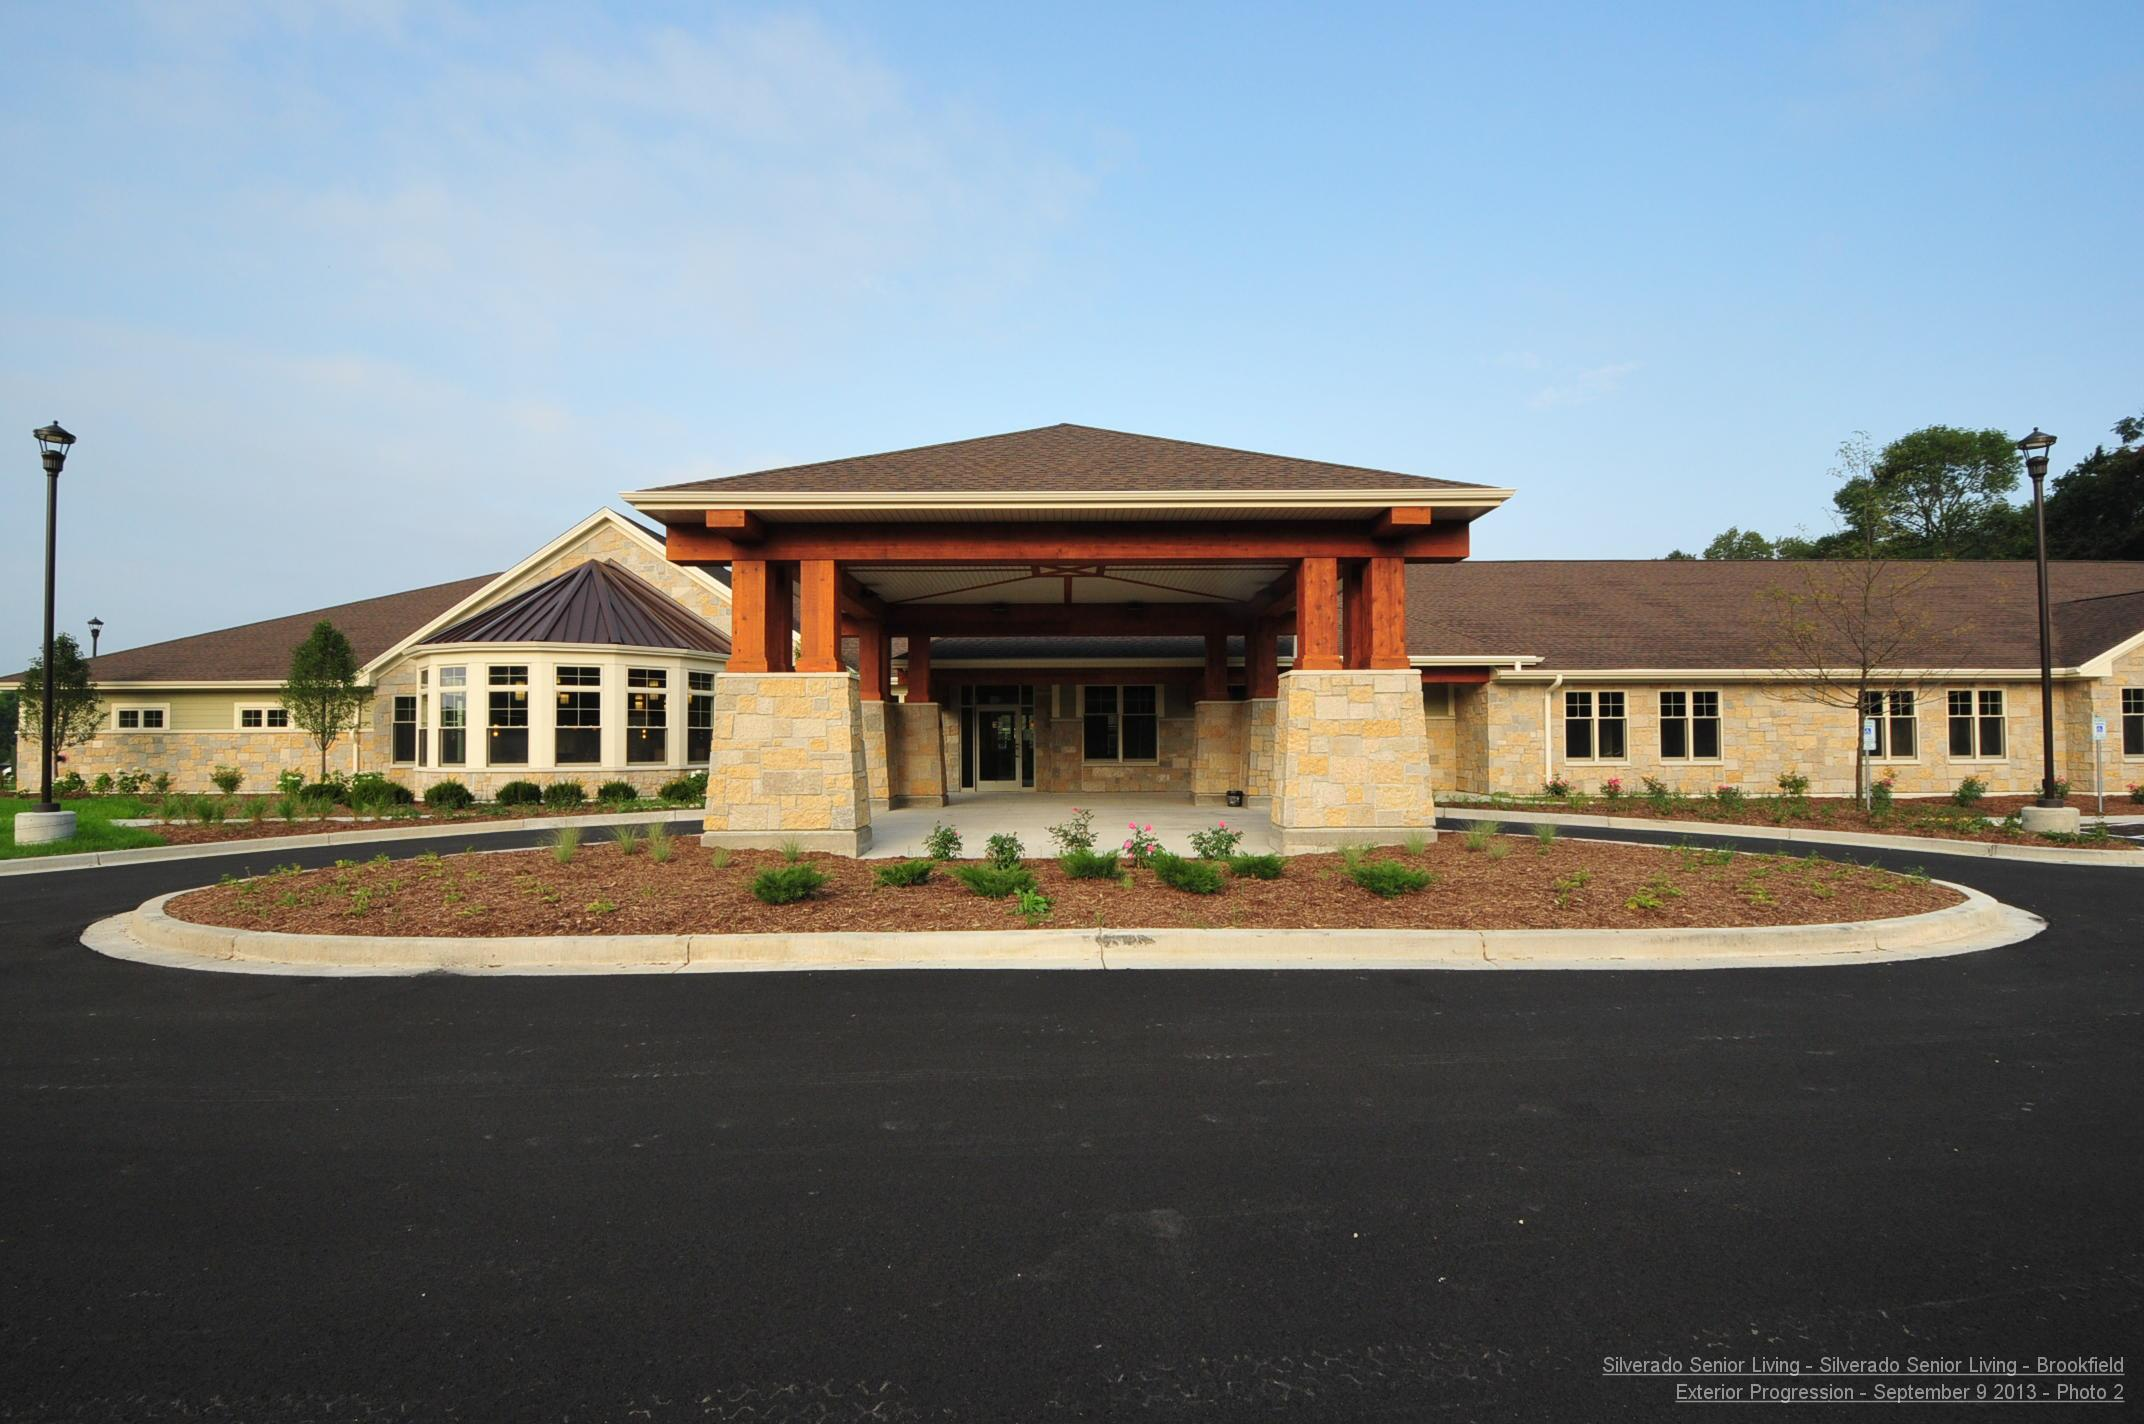 Silverado Senior Living - Silverado Senior Living - Brookfield
Exterior Progression - September 9 2013 - Photo 2